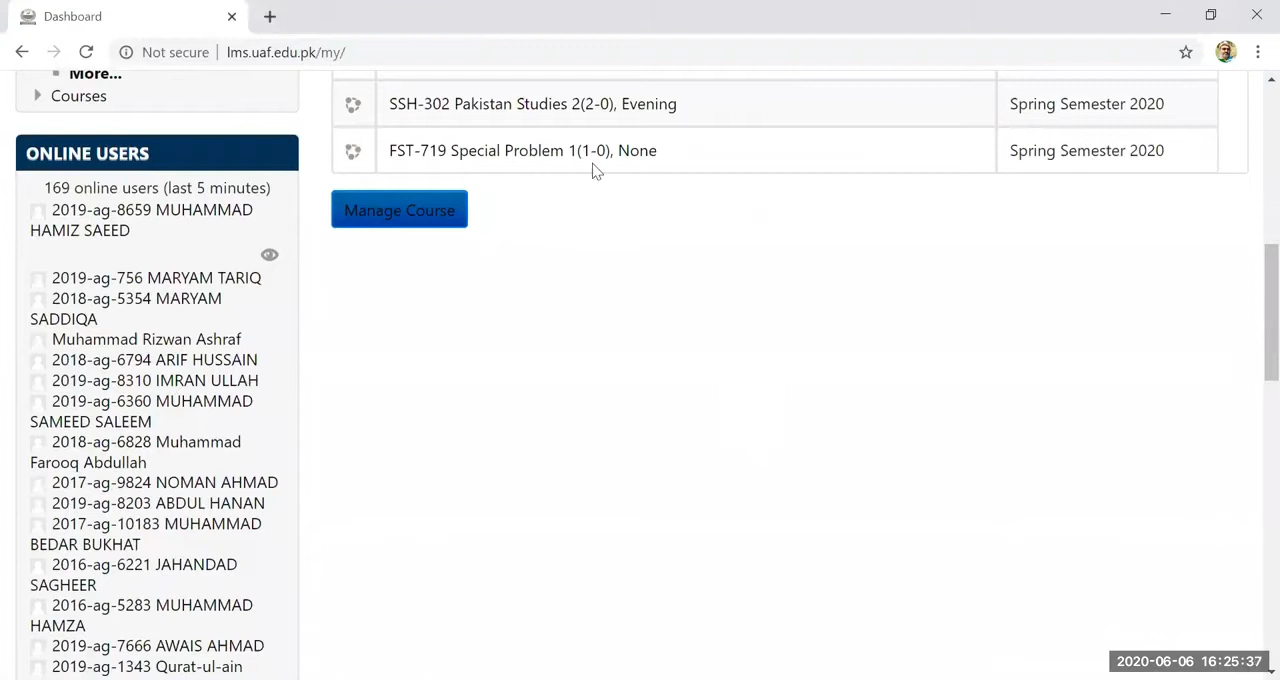 Dashboard
Not secure
lms.uaf.edu.pk/my/
More...
Courses
SSH-302 Pakistan Studies 2(2-0), Evening
Spring Semester 2020
FST-719 Special Problem 1(1-0), None
Spring Semester 2020
Manage Course
ONLINE USERS
169 online users (last 5 minutes)
2019-ag-8659 MUHAMMAD
HAMIZ SAEED
2019-ag-756 MARYAM TARIQ
2018-ag-5354 MARYAM
SADDIQA
Muhammad Rizwan Ashraf
2018-ag-6794 ARIF HUSSAIN
2019-ag-8310 IMRAN ULLAH
2019-ag-6360 MUHAMMAD
SAMEED SALEEM
2018-ag-6828 Muhammad
Farooq Abdullah
2017-ag-9824 NOMAN AHMAD
2019-ag-8203 ABDUL HANAN
2017-ag-10183 MUHAMMAD
BEDAR BUKHAT
2016-ag-6221 JAHANDAD
SAGHEER
2016-ag-5283 MUHAMMAD
HAMZA
2019-ag-7666 AWAIS AHMAD
2019-ag-1343 Qurat-ul-ain
2020-06-06 16:25:37